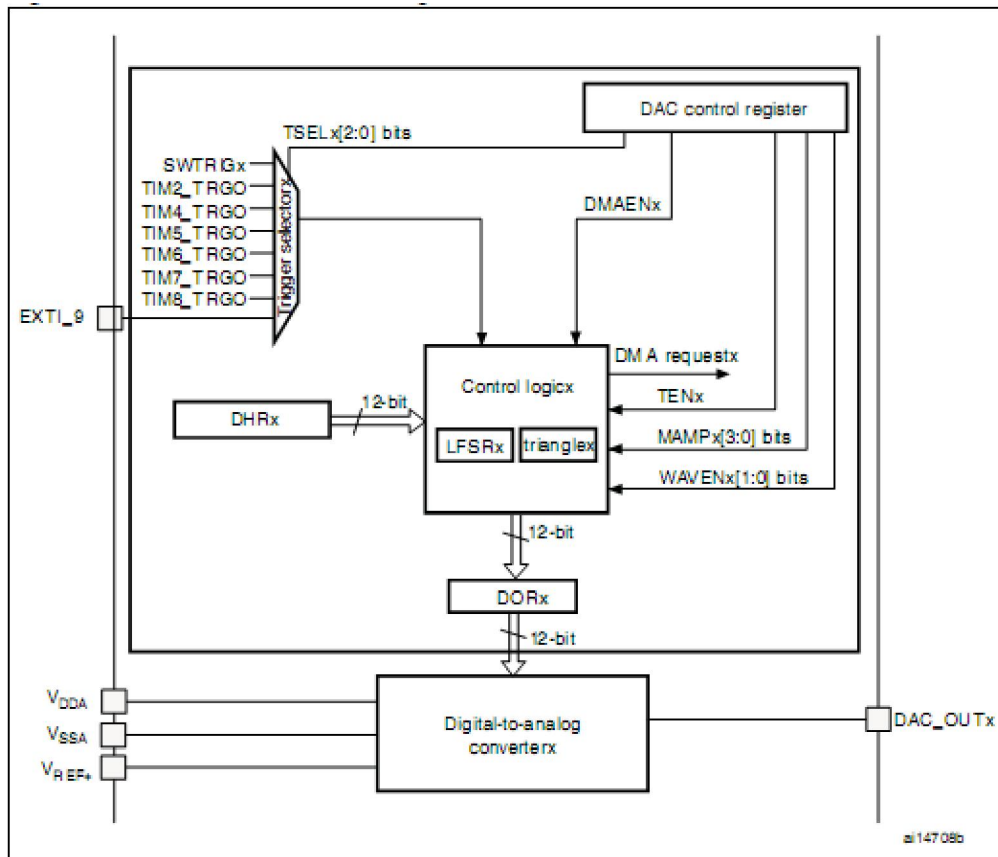 DAC control register
TSELx[2:0] bits
SWTRIGx
TIM2_TRGO
TIM4_TRGO
TIM5_TRGO
TIM6_TRGO
TIM7_TRGO
TIM8_TRGO
Trigger selectorx
DMAENx
EXTI_9
DMA requestx
Control logicx
TENx
12-bit
DHRx
MAMPx[3:0] bits
LFSRx
trianglex
WAVENx[1:0] bits
12-bit
DORx
12-bit
VDDA
Digital-to-analog
converterx
DAC_OUTx
VSSA
VREF+
ai14708b